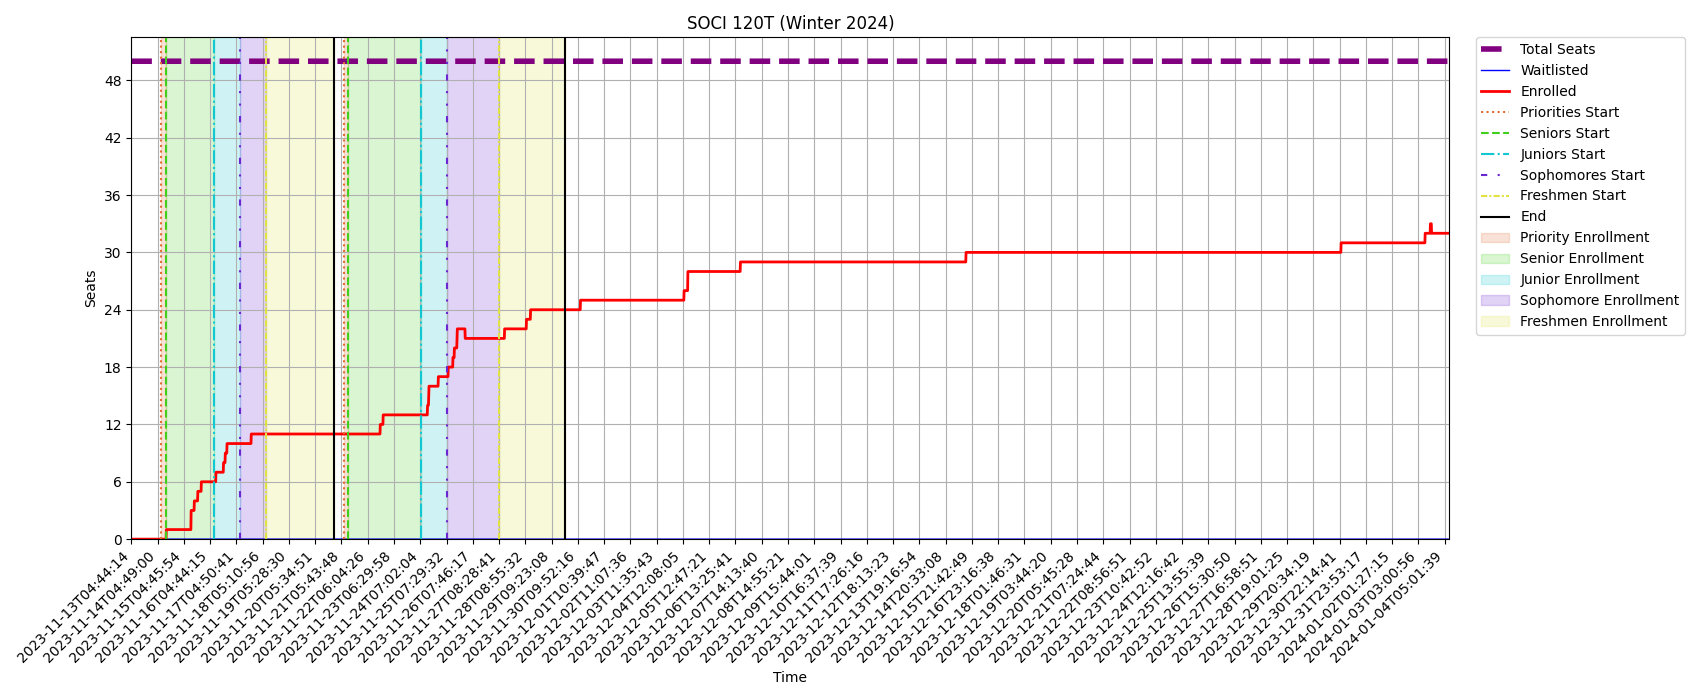 SOCI 120T (Winter 2024)
Seats
48
42
36
30
24
18
12
6
0
2023-11-13T04:44:14
2023-11-14T04:49:00
2023-11-15T04:45:54
2023-11-16T04:44:15
2023-11-17T04:50:41
2023-11-18T05:10:56
2023-11-19T05:28:30
2023-11-20T05:34:51
2023-11-21T05:43:48
2023-11-22T06:04:26
2023-11-23T06:29:58
2023-11-24T07:02:04
2023-11-25T07:29:32
2023-11-26T07:46:17
2023-11-27T08:28:41
2023-11-28T08:55:32
2023-11-29T09:23:08
2023-11-30T09:52:16
2023-12-01T10:39:47
2023-12-02T11:07:36
2023-12-03T11:35:43
2023-12-04T12:08:05
2023-12-05T12:47:21
2023-12-06T13:25:41
2023-12-07T14:13:40
2023-12-08T14:55:21
2023-12-09T15:44:01
2023-12-10T16:37:39
2023-12-11T17:26:16
2023-12-12T18:13:23
2023-12-13T19:16:54
2023-12-14T20:33:08
2023-12-15T21:42:49
2023-12-16T23:16:38
2023-12-18T01:46:31
2023-12-19T03:44:20
2023-12-20T05:45:28
2023-12-21T07:24:44
2023-12-22T08:56:51
2023-12-23T10:42:52
2023-12-24T12:16:42
2023-12-25T13:55:39
2023-12-26T15:30:50
2023-12-27T16:58:51
2023-12-28T19:01:25
2023-12-29T20:34:19
2023-12-30T22:14:41
2023-12-31T23:53:17
2024-01-02T01:27:15
2024-01-03T03:00:56
2024-01-04T05:01:39
Time
Total Seats
Waitlisted
Enrolled
Priorities Start
Seniors Start
Juniors Start
Sophomores Start
Freshmen Start
End
Priority Enrollment
Senior Enrollment
Junior Enrollment
Sophomore Enrollment
Freshmen Enrollment